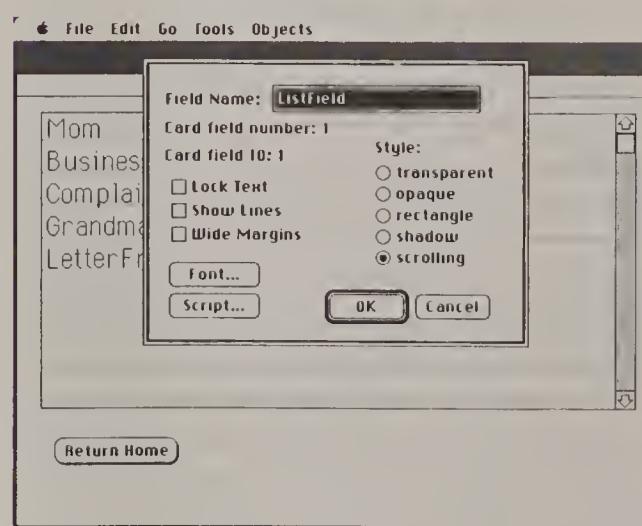 File Edit Go Tools Objects
Field Name: ListField
Card field number: 1
Card field ID: 1
Lock Text
Show Lines
Wide Margins
Style:
transparent
opaque
rectangle
shadow
scrolling
Font...
Script...
OK
Cancel
Mom
Busines
Complai
Grandma
LetterFr
Return Home